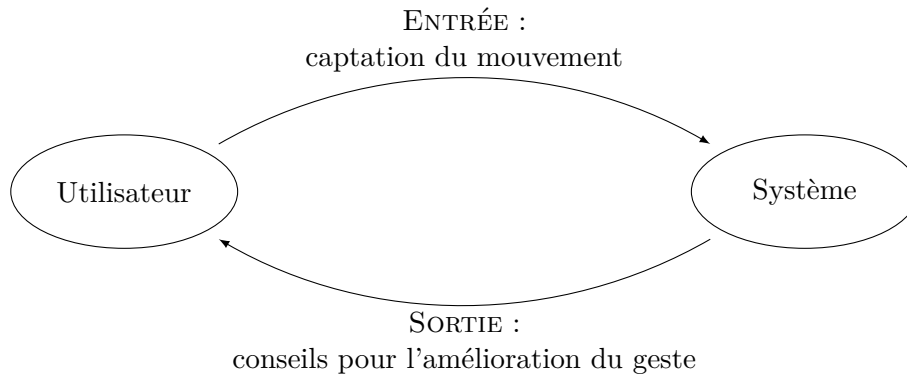 ENTRÉE :
captation du mouvement
Utilisateur
Système
SORTIE :
conseils pour l'amélioration du geste